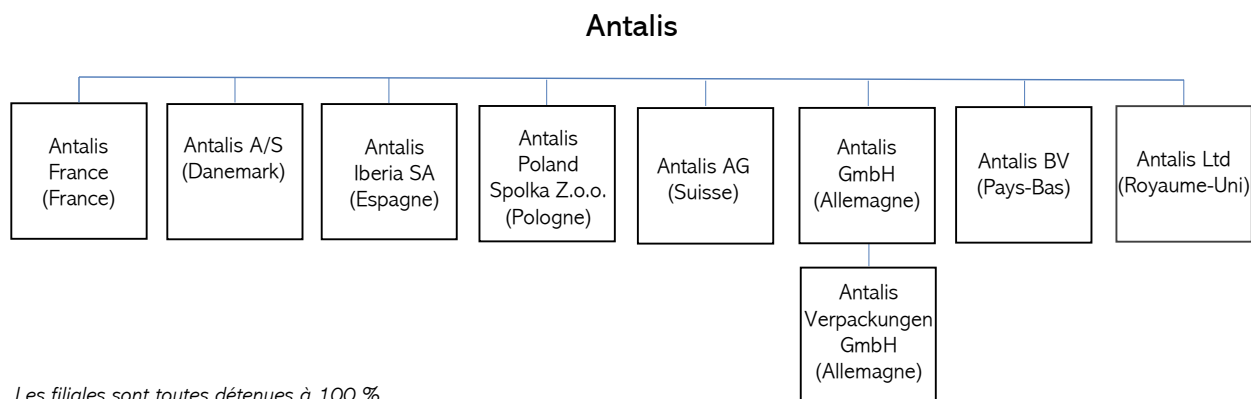 Antalis
Antalis
France
(France)
Antalis A/S
(Danemark)
Antalis
Iberia SA
(Espagne)
Antalis
Poland
Spolka Z.o.o.
(Pologne)
Antalis AG
(Suisse)
Antalis
GmbH
(Allemagne)
Antalis BV
(Pays-Bas)
Antalis Ltd
(Royaume-Uni)
Antalis
Verpackungen
GmbH
(Allemagne)
Les filiales sont toutes détenues à 100 %